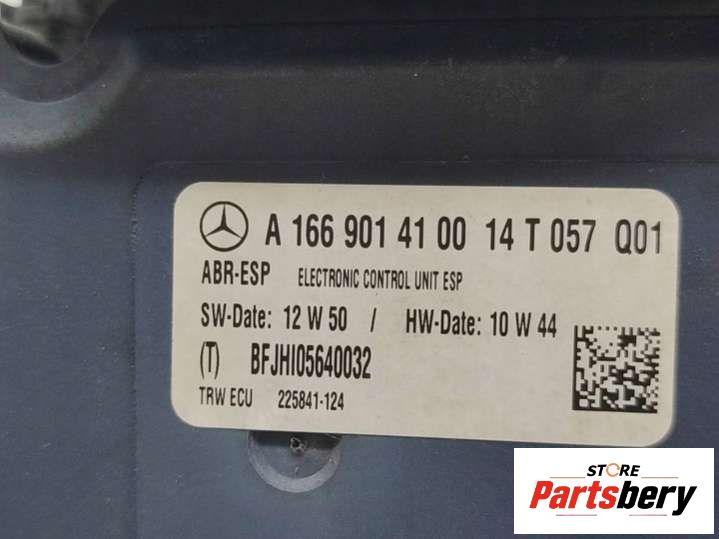 A 166 901 41 00 14 T 057 Q01
ABR-ESP ELECTRONIC CONTROL UNIT ESP
SW-Date: 12 W 50 / HW-Date: 10 W 44
(T) BFJHI05640032
TRW ECU 225841-124
STORE
Partsbery